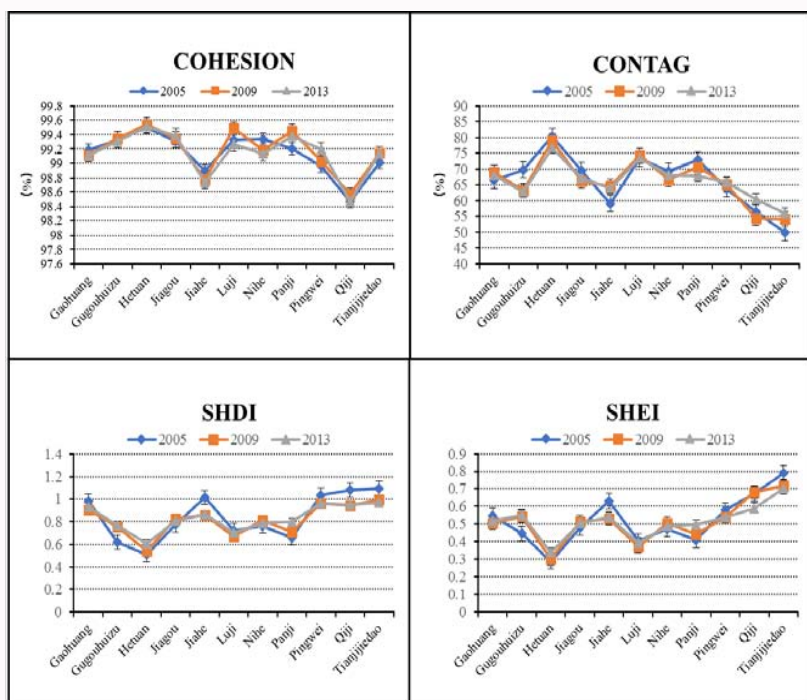 COHESION
2005 2009 2013
(%)
99.8
99.6
99.4
99.2
99
98.8
98.6
98.4
98.2
98
97.8
97.6
Gaohuang
Gugouhuizu
Hetuan
Jiagou
Jiahe
Luji
Nihe
Panji
Pingwei
Qiji
Tianjijiedao
CONTAG
2005 2009 2013
(%)
90
85
80
75
70
65
60
55
50
45
40
Gaohuang
Gugouhuizu
Hetuan
Jiagou
Jiahe
Luji
Nihe
Panji
Pingwei
Qiji
Tianjijiedao
SHDI
2005 2009 2013
1.4
1.2
1
0.8
0.6
0.4
0.2
0
Gaohuang
Gugouhuizu
Hetuan
Jiagou
Jiahe
Luji
Nihe
Panji
Pingwei
Qiji
Tianjijiedao
SHEI
2005 2009 2013
0.9
0.8
0.7
0.6
0.5
0.4
0.3
0.2
0.1
0
Gaohuang
Gugouhuizu
Hetuan
Jiagou
Jiahe
Luji
Nihe
Panji
Pingwei
Qiji
Tianjijiedao